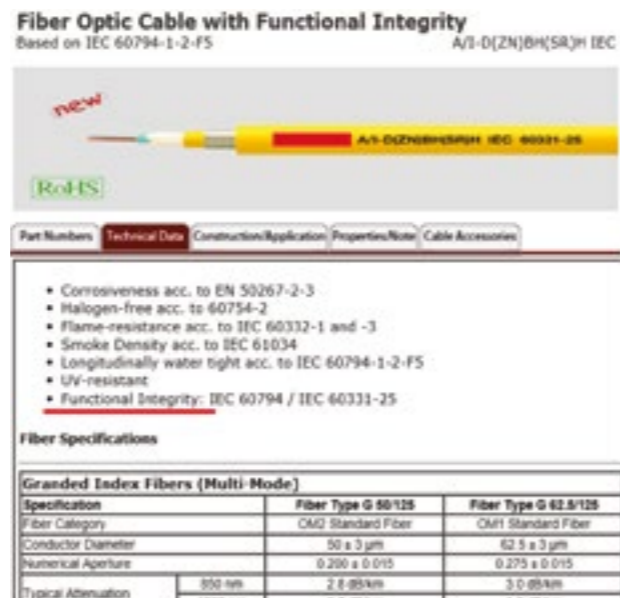 Fiber Optic Cable with Functional Integrity
Based on IEC 60794-1-2-F5 A/I-D(ZN)BH(SR)H IEC
new
A/I-D(ZN)BH(SR)H IEC 60331-25
RoHS
Part Numbers Technical Data Construction/Application Properties/Note Cable Accessories
• Corrosiveness acc. to EN 50267-2-3
• Halogen-free acc. to 60754-2
• Flame-resistance acc. to IEC 60332-1 and -3
• Smoke Density acc. to IEC 61034
• Longitudinally water tight acc. to IEC 60794-1-2-F5
• UV-resistant
• Functional Integrity: IEC 60794 / IEC 60331-25
Fiber Specifications
Granded Index Fibers (Multi-Mode)
Specification Fiber Type G 50/125 Fiber Type G 62.5/125
Fiber Category OM2 Standard Fiber OM1 Standard Fiber
Conductor Diameter 50 ± 3 µm 62.5 ± 3 µm
Numerical Aperture 0.200 ± 0.015 0.275 ± 0.015
Typical Attenuation 850 nm 2.8 dB/km 3.0 dB/km